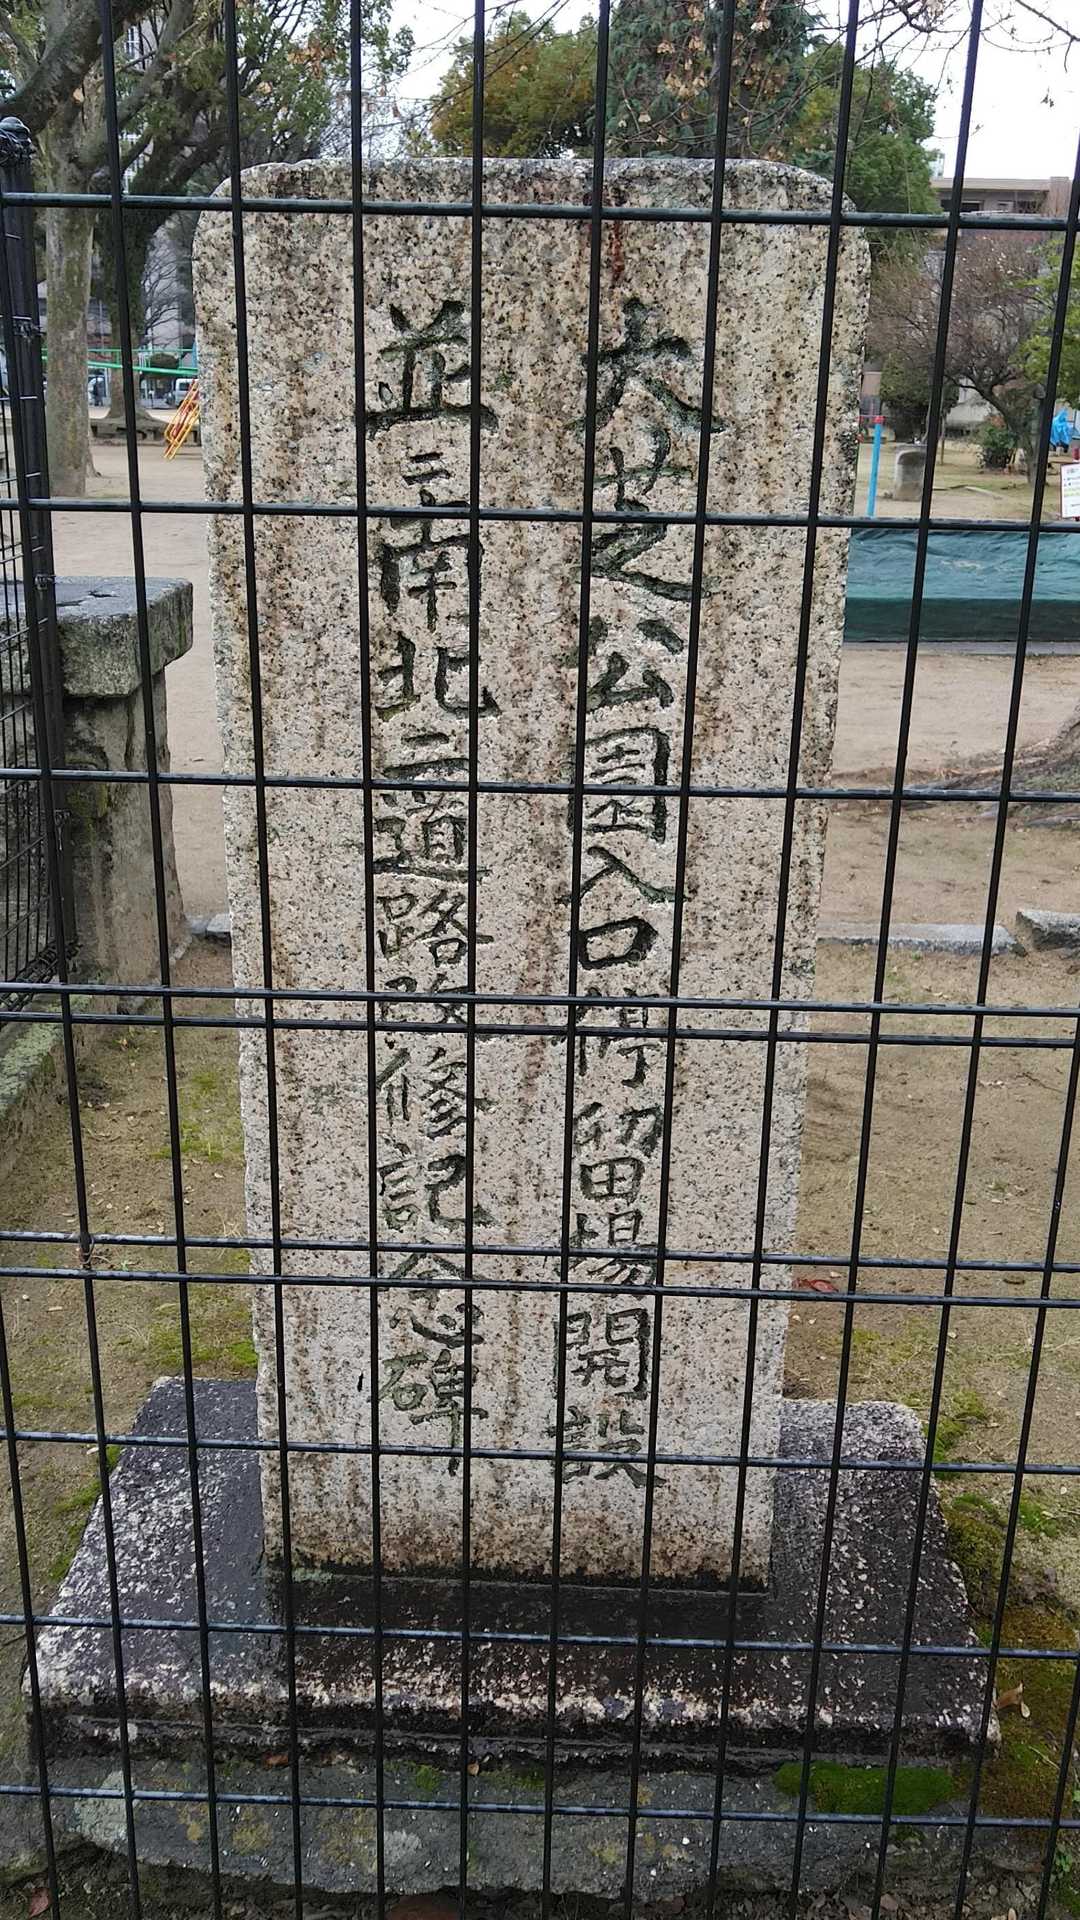 大芝公園入口停留場開設
並ニ南北二道路改修記念碑